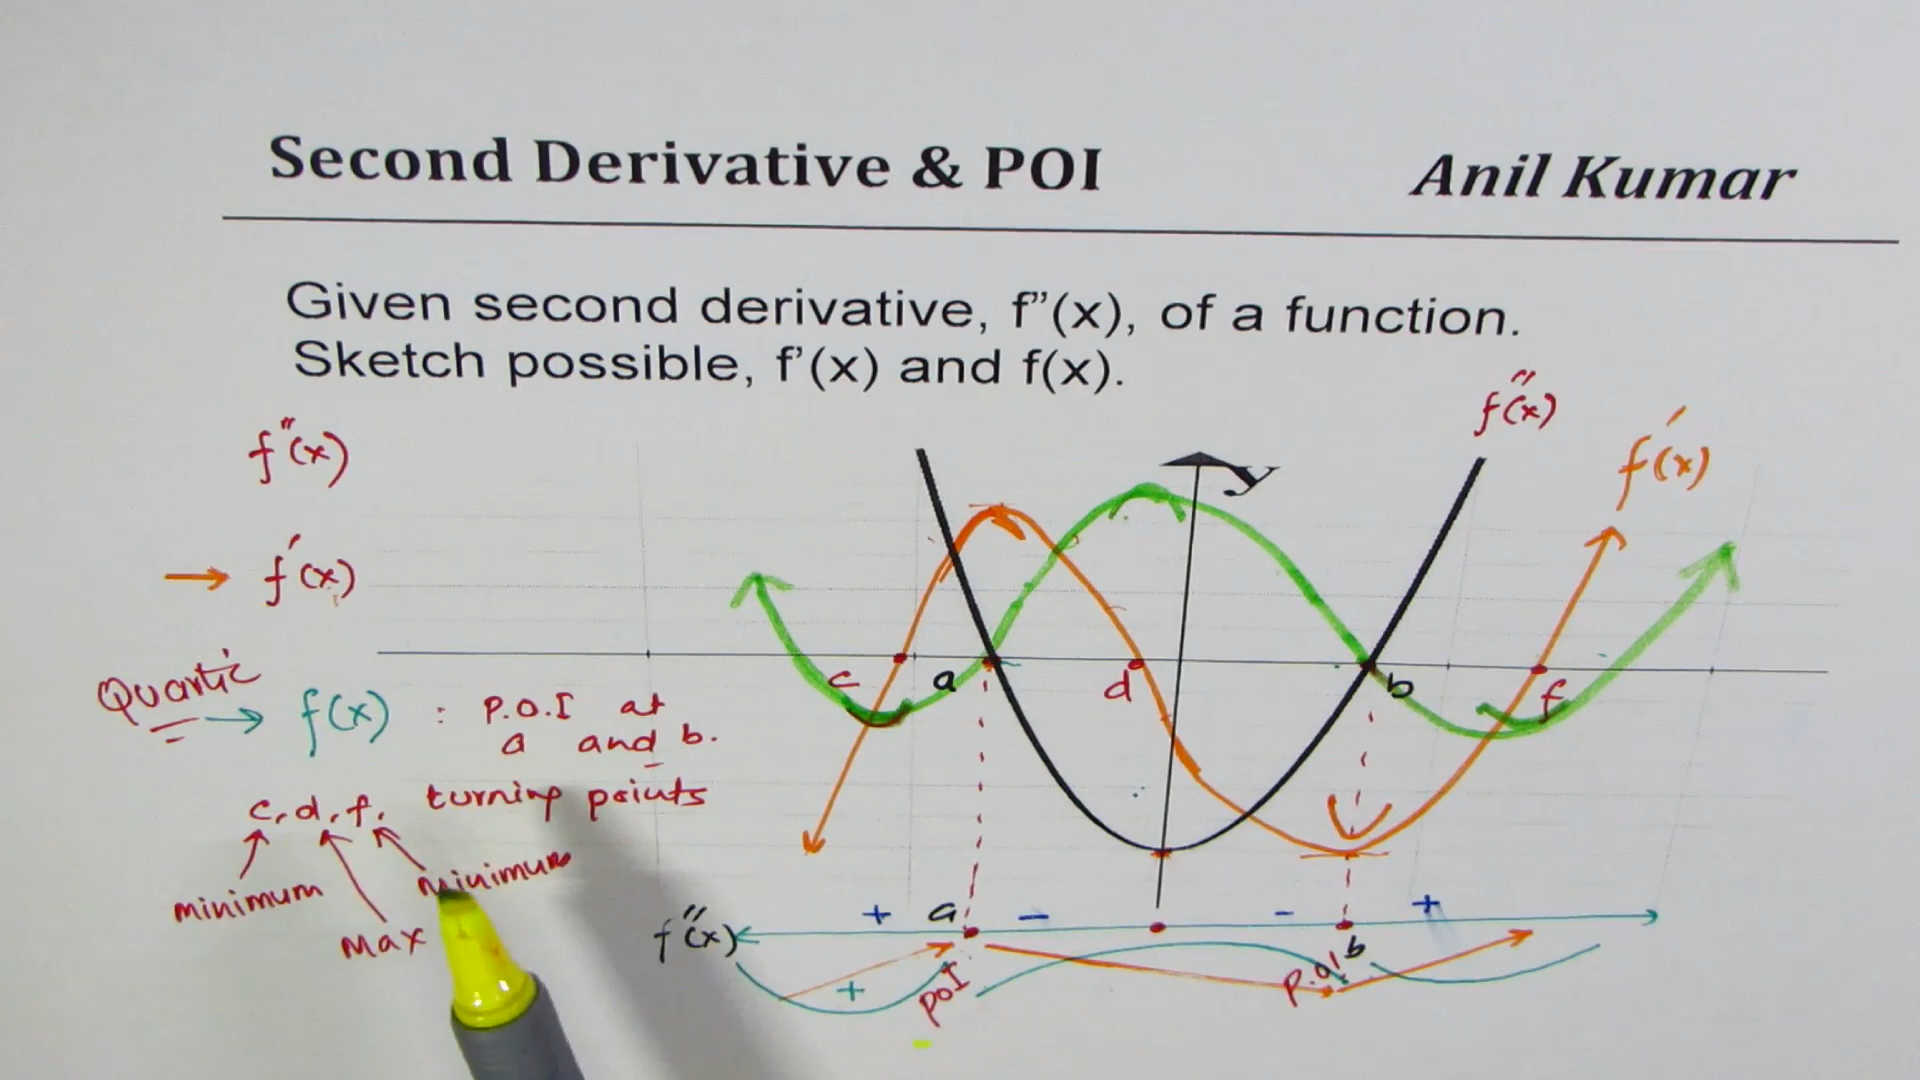 Second Derivative & POI Anil Kumar
Given second derivative, f”(x), of a function.
Sketch possible, f’(x) and f(x).
f"(x)
f"(x)
f'(x)
y
f'(x)
Quartic
c a d b f
f(x) : P.O.I at
a and b.
c, d, f. turning points
minimum
minimum
Max
f"(x) + a - - +
b
+ POI P.OI